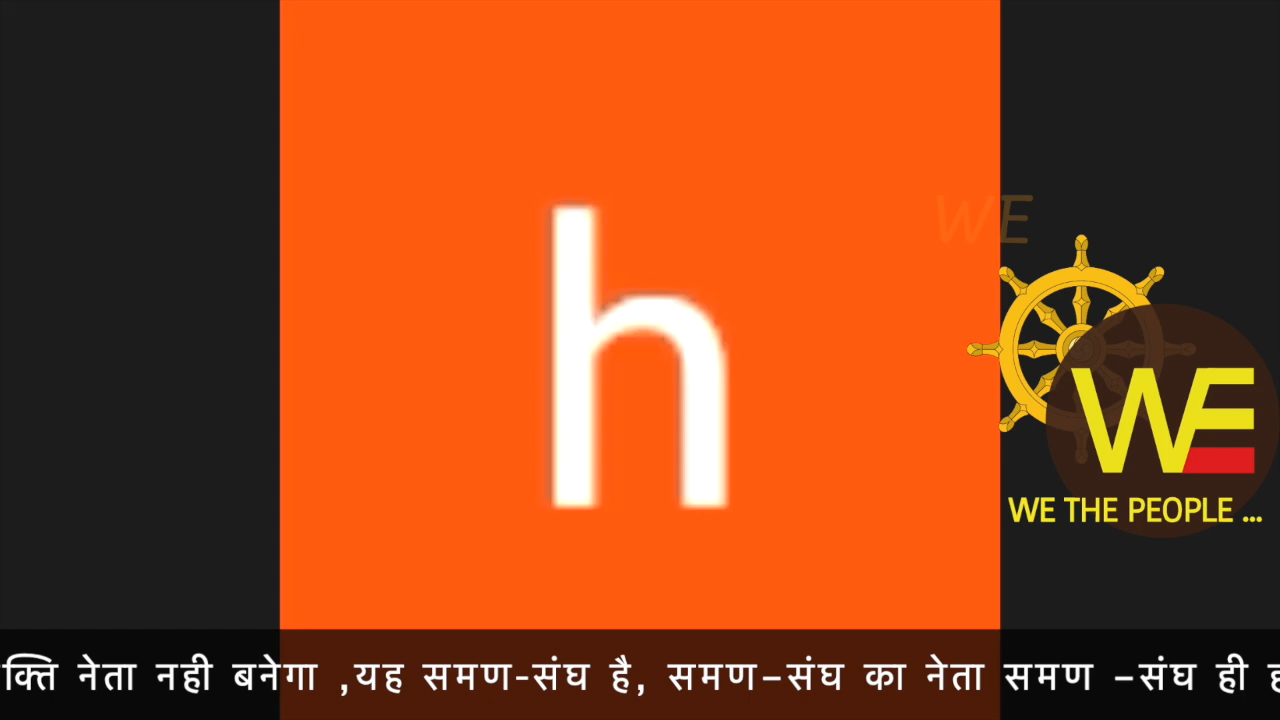 h
WE
WE
WE THE PEOPLE ...
क्ति नेता नही बनेगा ,यह समण-संघ है, समण–संघ का नेता समण –संघ ही